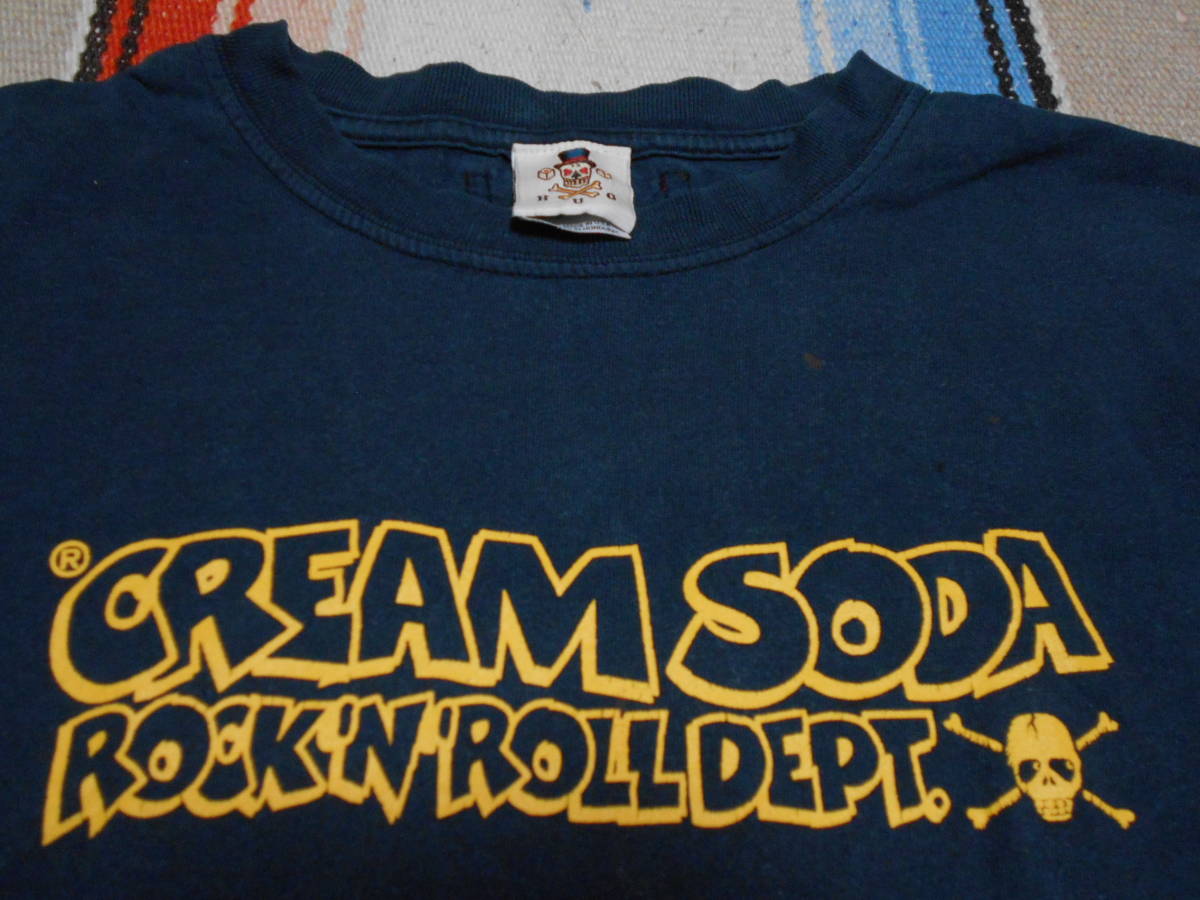 R U G
® CREAM SODA
ROCK 'N' ROLL DEPT.